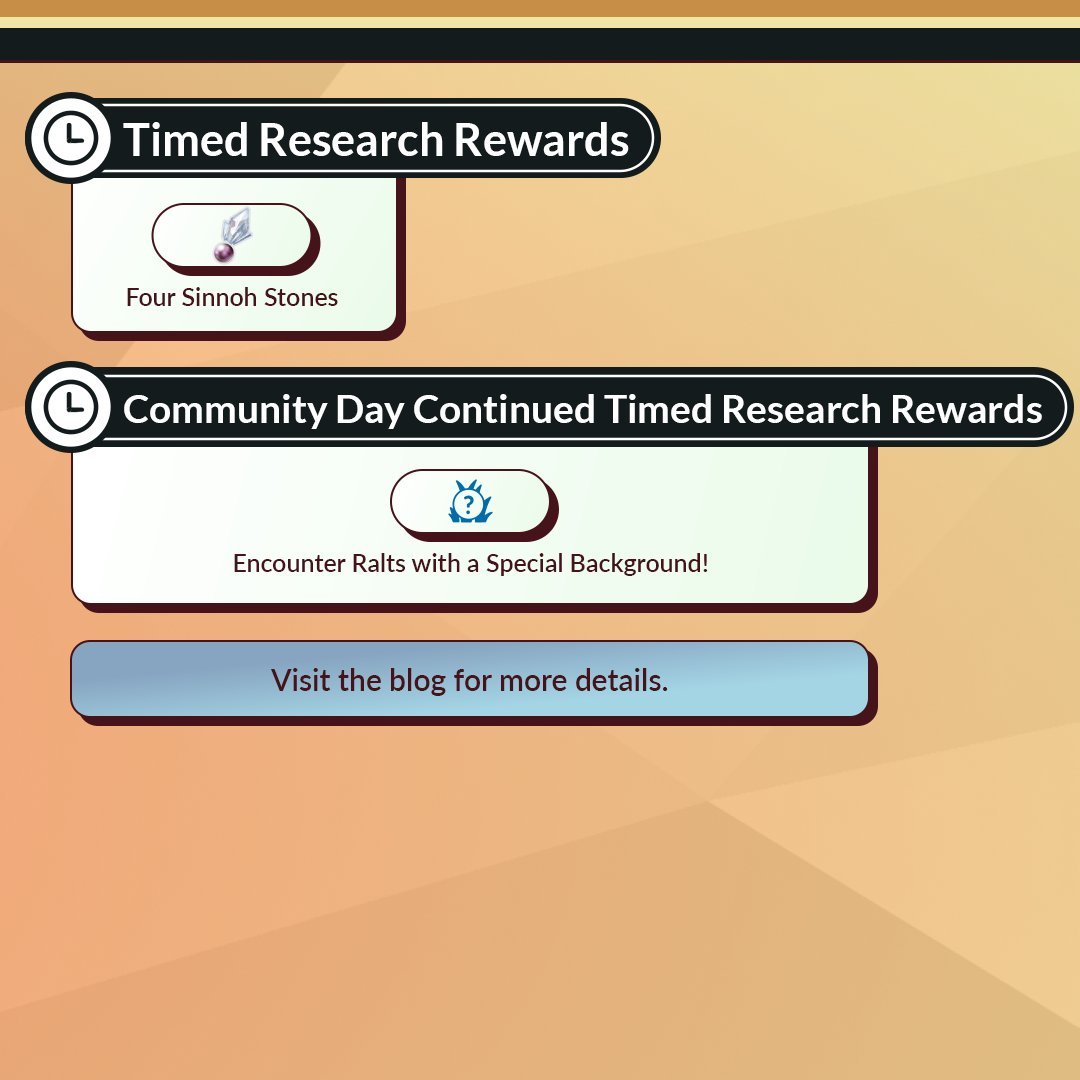 Timed Research Rewards
Four Sinnoh Stones
Community Day Continued Timed Research Rewards
?
Encounter Ralts with a Special Background!
Visit the blog for more details.